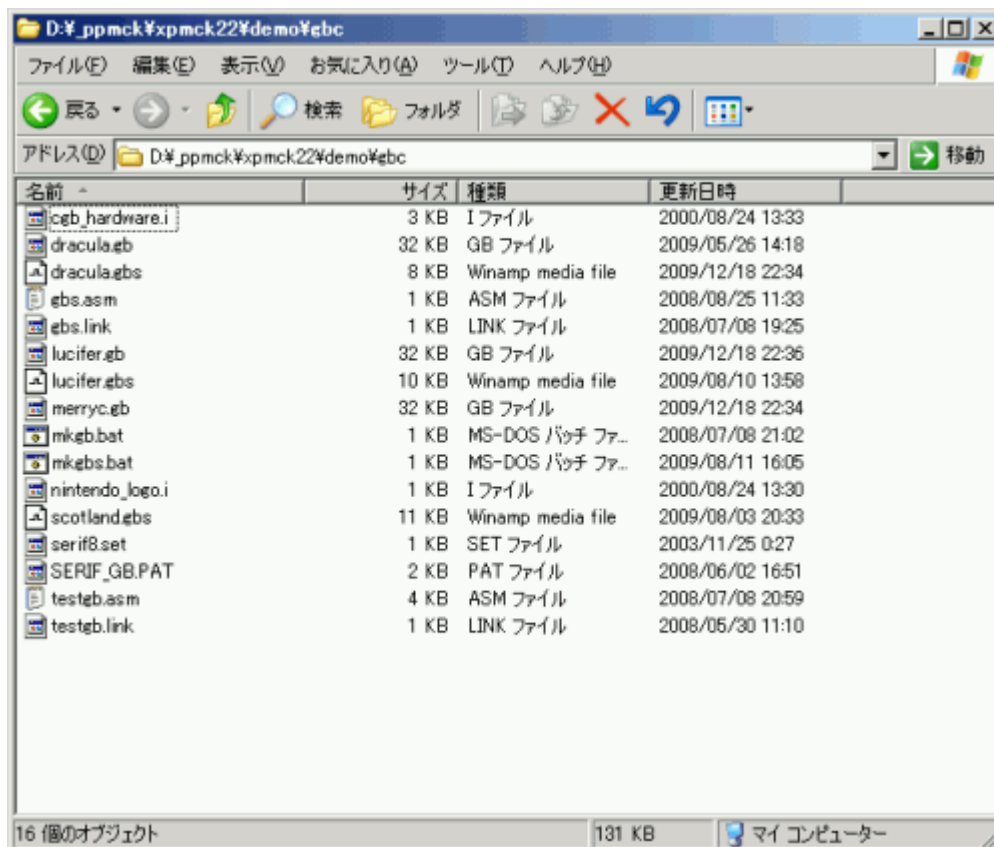 D:¥_ppmck¥xpmck22¥demo¥gbc
ファイル(F) 編集(E) 表示(V) お気に入り(A) ツール(T) ヘルプ(H)
戻る 検索 フォルダ
アドレス(D) D:¥_ppmck¥xpmck22¥demo¥gbc 移動
名前 サイズ 種類 更新日時
cgb_hardware.i 3 KB I ファイル 2000/08/24 13:33
dracula.gb 32 KB GB ファイル 2009/05/26 14:18
dracula.gbs 8 KB Winamp media file 2009/12/18 22:34
gbs.asm 1 KB ASM ファイル 2008/08/25 11:33
gbs.link 1 KB LINK ファイル 2008/07/08 19:25
lucifer.gb 32 KB GB ファイル 2009/12/18 22:36
lucifer.gbs 10 KB Winamp media file 2009/08/10 13:58
merryc.gb 32 KB GB ファイル 2009/12/18 22:34
mkgb.bat 1 KB MS-DOS バッチ ファ... 2008/07/08 21:02
mkgbs.bat 1 KB MS-DOS バッチ ファ... 2009/08/11 16:05
nintendo_logo.i 1 KB I ファイル 2000/08/24 13:30
scotland.gbs 11 KB Winamp media file 2009/08/03 20:33
serif8.set 1 KB SET ファイル 2003/11/25 0:27
SERIF_GB.PAT 2 KB PAT ファイル 2008/06/02 16:51
testgb.asm 4 KB ASM ファイル 2008/07/08 20:59
testgb.link 1 KB LINK ファイル 2008/05/30 11:10
16 個のオブジェクト 131 KB マイ コンピューター